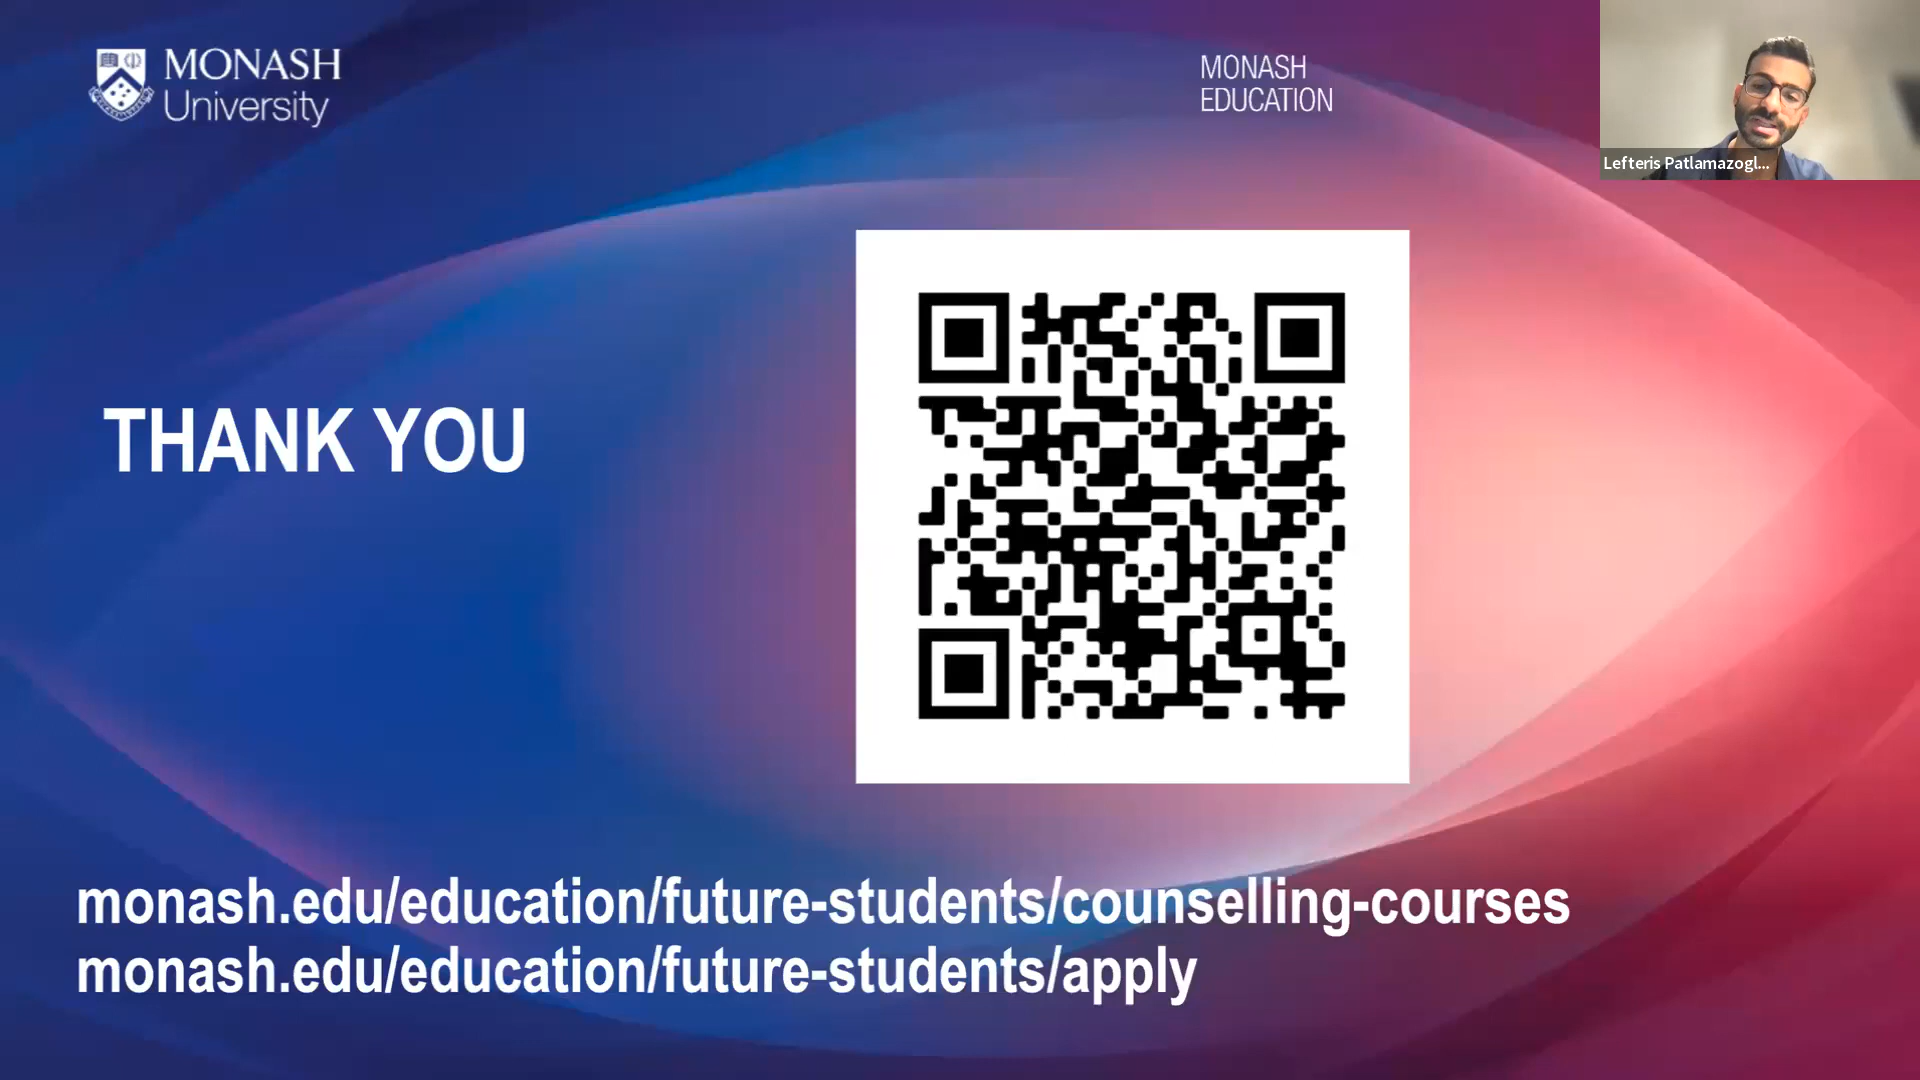 MONASH
University
MONASH
EDUCATION
Lefteris Patlamazogl...
THANK YOU
monash.edu/education/future-students/counselling-courses
monash.edu/education/future-students/apply